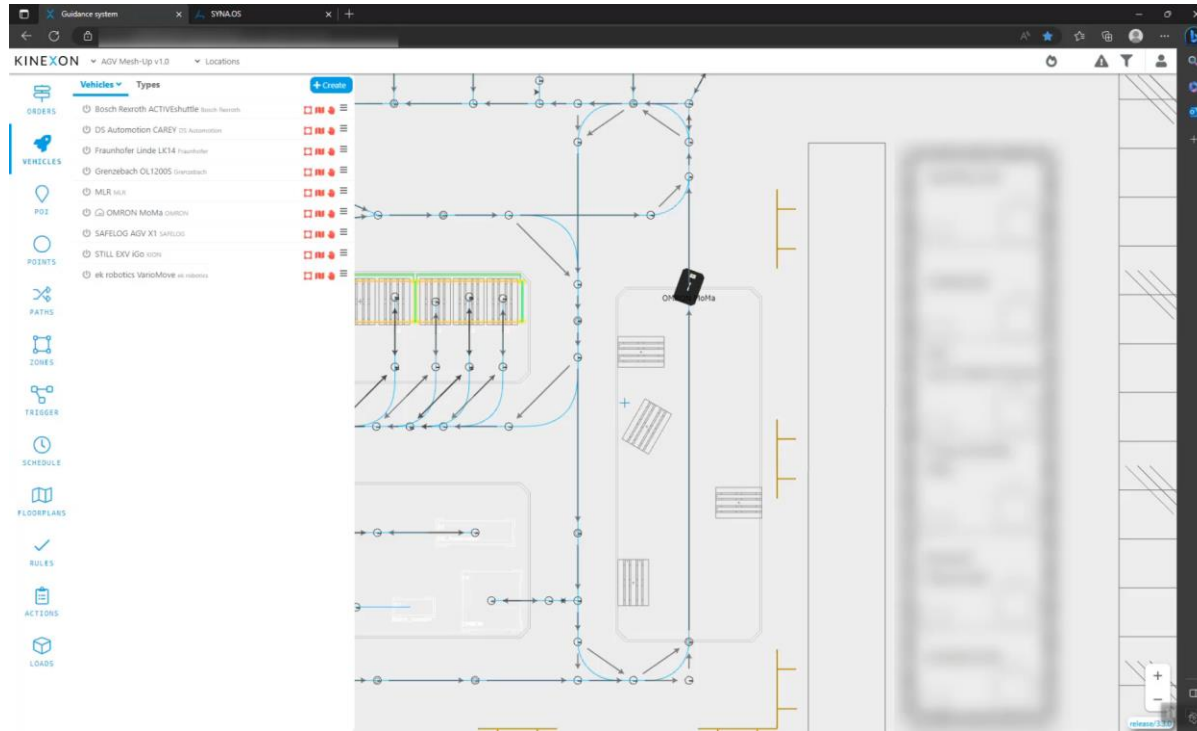 Guidance system
SYNA.OS
KINEXON
AGV Mesh-Up v1.0
Locations
ORDERS
VEHICLES
POI
POINTS
PATHS
ZONES
TRIGGER
SCHEDULE
FLOORPLANS
RULES
ACTIONS
LOADS
Vehicles
Types
+ Create
Bosch Rexroth ACTIVEshuttle Bosch Rexroth
DS Automotion CAREY DS Automotion
Fraunhofer Linde LK14 Fraunhofer
Grenzebach OL1200S Grenzebach
MLR MLR
OMRON MoMa OMRON
SAFELOG AGV X1 SAFELOG
STILL EXV iGo KION
ek robotics VarioMove ek robotics
OMRON MoMa
+
−